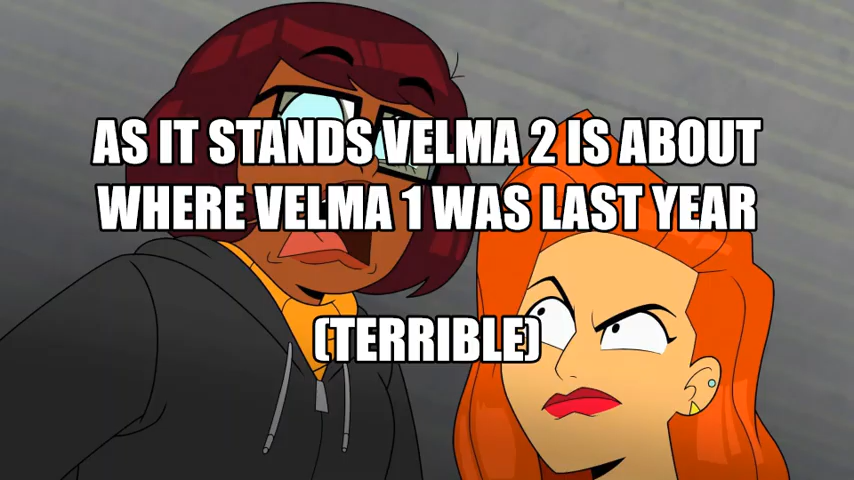 AS IT STANDS VELMA 2 IS ABOUT
WHERE VELMA 1 WAS LAST YEAR
(TERRIBLE)